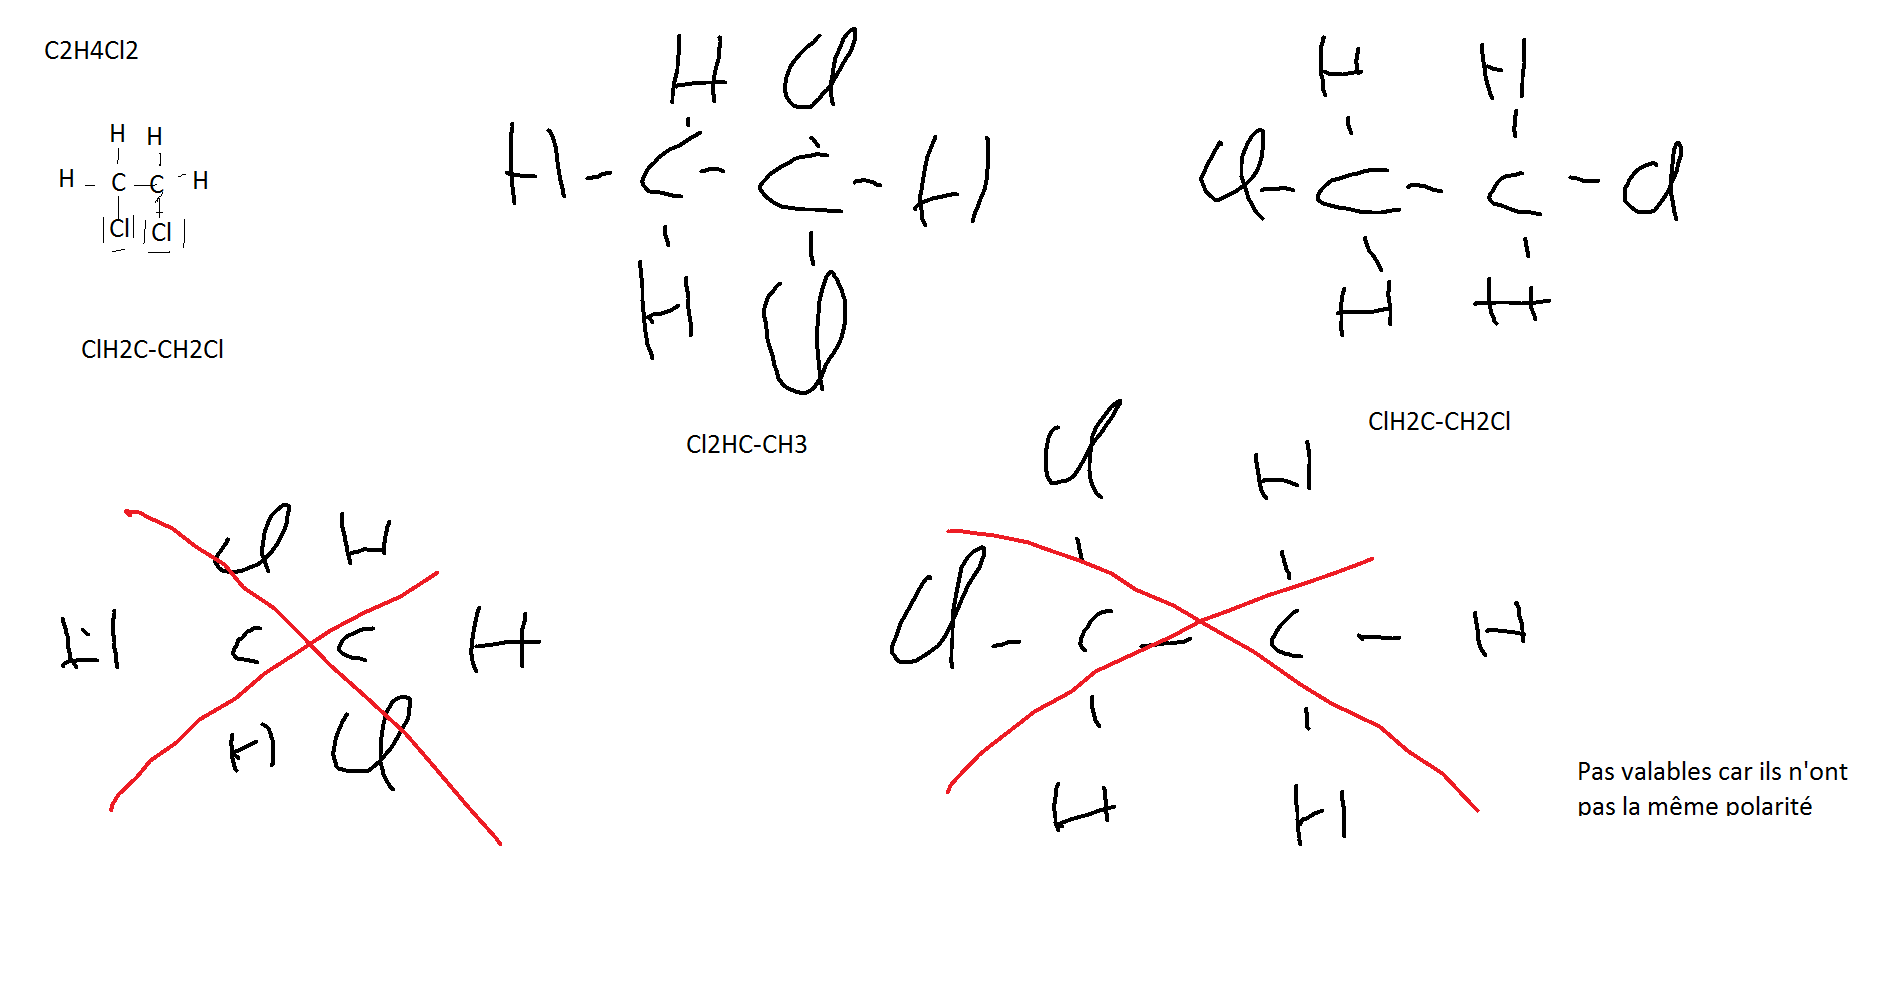 C2H4Cl2
H H
H - C - C - H
Cl Cl
ClH2C-CH2Cl
H Cl
H - C - C - H
H Cl
Cl2HC-CH3
H H
Cl - C - C - Cl
H H
ClH2C-CH2Cl
Cl H
H C C H
H Cl
Cl H
Cl - C - C - H
H H
Pas valables car ils n'ont
pas la même polarité